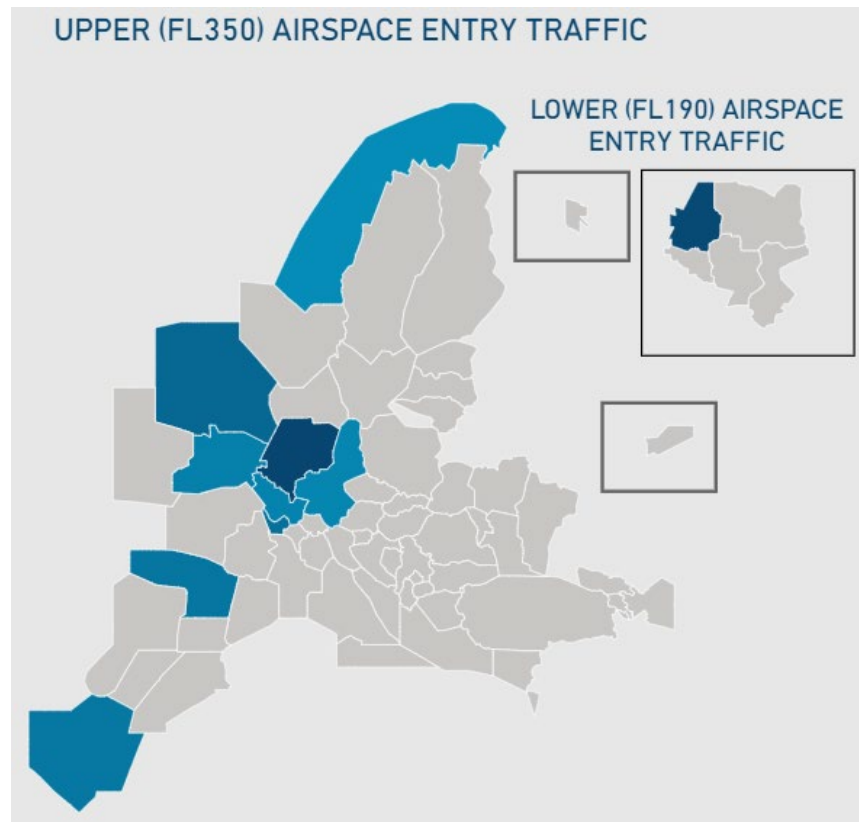 UPPER (FL350) AIRSPACE ENTRY TRAFFIC
LOWER (FL190) AIRSPACE
ENTRY TRAFFIC